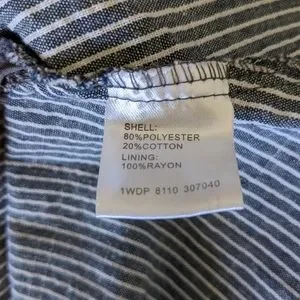 SHELL:
80%POLYESTER
20%COTTON
LINING:
100%RAYON
1WDP 8110 307040